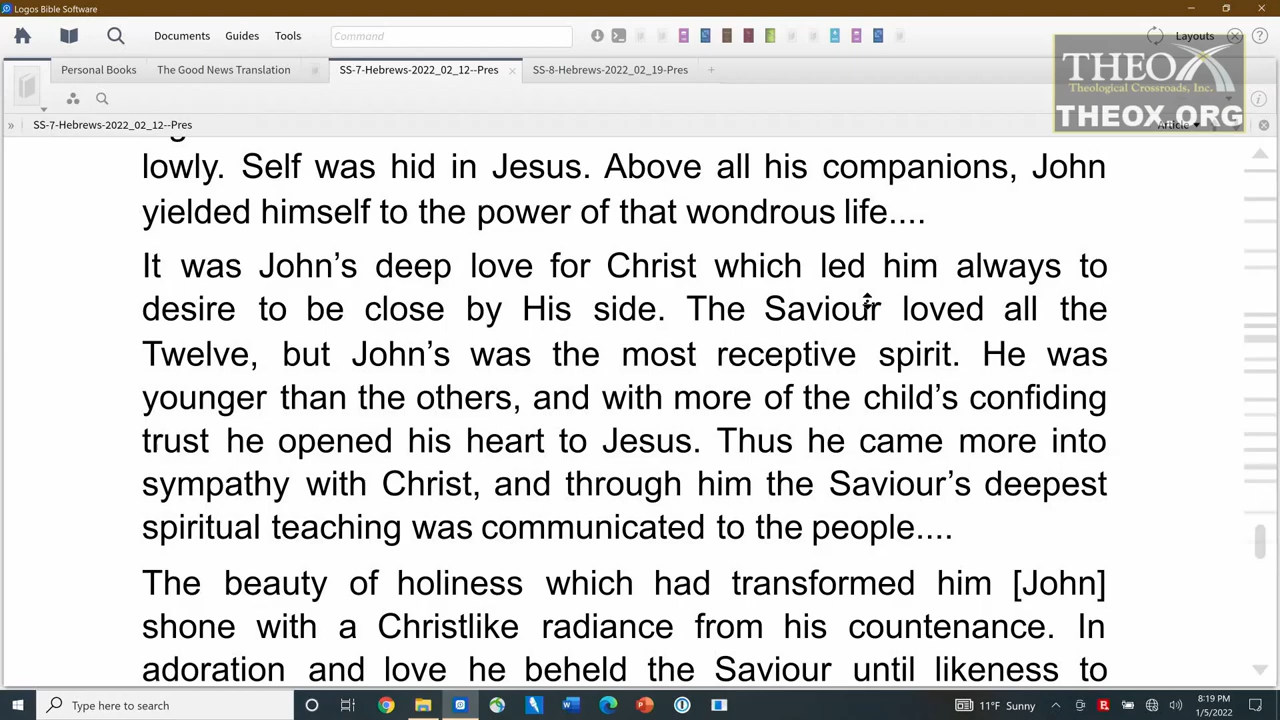 Logos Bible Software
Documents Guides Tools Command Layouts
Personal Books The Good News Translation SS-7-Hebrews-2022_02_12--Pres SS-8-Hebrews-2022_02_19-Pres
THEOX
Theological Crossroads, Inc.
THEOX.ORG
SS-7-Hebrews-2022_02_12--Pres Article
lowly. Self was hid in Jesus. Above all his companions, John
yielded himself to the power of that wondrous life....
It was John's deep love for Christ which led him always to
desire to be close by His side. The Saviour loved all the
Twelve, but John's was the most receptive spirit. He was
younger than the others, and with more of the child's confiding
trust he opened his heart to Jesus. Thus he came more into
sympathy with Christ, and through him the Saviour's deepest
spiritual teaching was communicated to the people....
The beauty of holiness which had transformed him [John]
shone with a Christlike radiance from his countenance. In
adoration and love he beheld the Saviour until likeness to
Type here to search
11°F Sunny
8:19 PM
1/5/2022